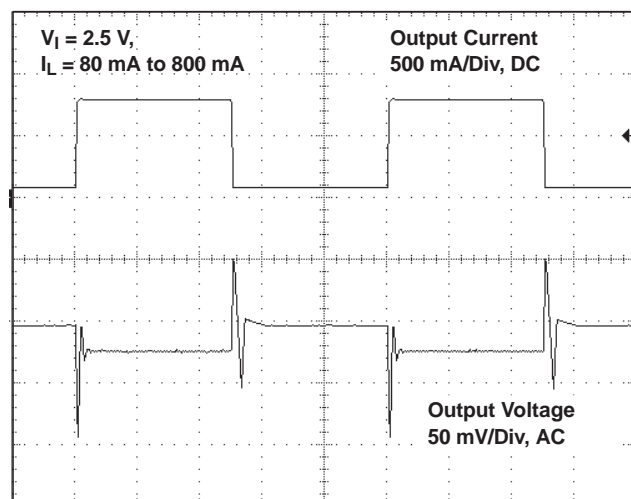 V_I = 2.5 V,
I_L = 80 mA to 800 mA
Output Current
500 mA/Div, DC
Output Voltage
50 mV/Div, AC